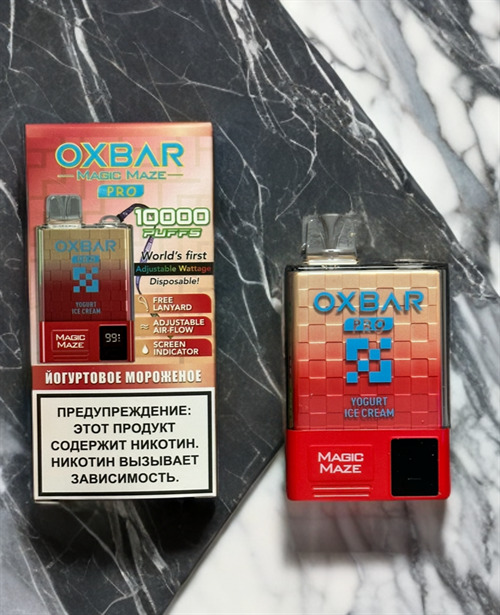 OXBAR
MAGIC MAZE
PRO
10000
PUFFS
World's first
Adjustable Wattage
Disposable!
FREE
LANYARD
ADJUSTABLE
AIR-FLOW
SCREEN
INDICATOR
OXBAR
PRO
YOGURT
ICE CREAM
MAGIC
MAZE
99
ЙОГУРТОВОЕ МОРОЖЕНОЕ
ПРЕДУПРЕЖДЕНИЕ:
ЭТОТ ПРОДУКТ
СОДЕРЖИТ НИКОТИН.
НИКОТИН ВЫЗЫВАЕТ
ЗАВИСИМОСТЬ.
OXBAR
PRO
YOGURT
ICE CREAM
MAGIC
MAZE